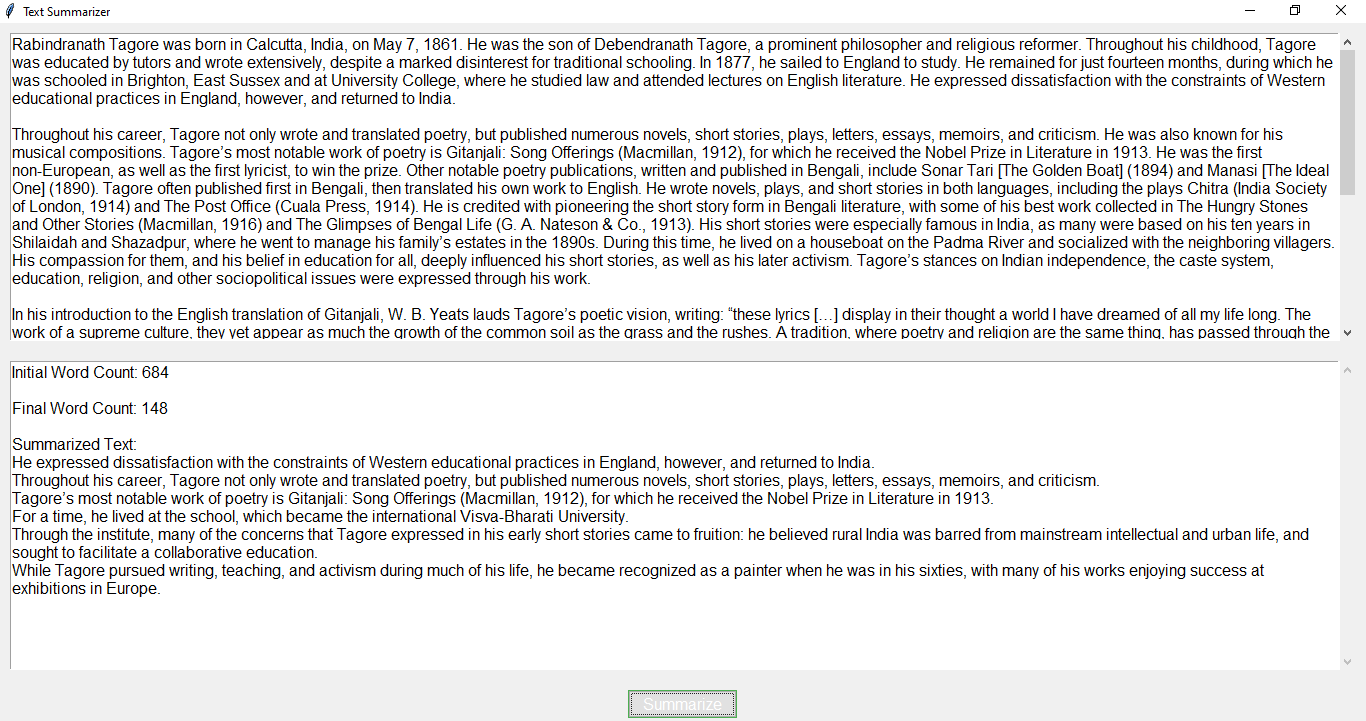 Text Summarizer
Rabindranath Tagore was born in Calcutta, India, on May 7, 1861. He was the son of Debendranath Tagore, a prominent philosopher and religious reformer. Throughout his childhood, Tagore
was educated by tutors and wrote extensively, despite a marked disinterest for traditional schooling. In 1877, he sailed to England to study. He remained for just fourteen months, during which he
was schooled in Brighton, East Sussex and at University College, where he studied law and attended lectures on English literature. He expressed dissatisfaction with the constraints of Western
educational practices in England, however, and returned to India.

Throughout his career, Tagore not only wrote and translated poetry, but published numerous novels, short stories, plays, letters, essays, memoirs, and criticism. He was also known for his
musical compositions. Tagore’s most notable work of poetry is Gitanjali: Song Offerings (Macmillan, 1912), for which he received the Nobel Prize in Literature in 1913. He was the first
non-European, as well as the first lyricist, to win the prize. Other notable poetry publications, written and published in Bengali, include Sonar Tari [The Golden Boat] (1894) and Manasi [The Ideal
One] (1890). Tagore often published first in Bengali, then translated his own work to English. He wrote novels, plays, and short stories in both languages, including the plays Chitra (India Society
of London, 1914) and The Post Office (Cuala Press, 1914). He is credited with pioneering the short story form in Bengali literature, with some of his best work collected in The Hungry Stones
and Other Stories (Macmillan, 1916) and The Glimpses of Bengal Life (G. A. Nateson & Co., 1913). His short stories were especially famous in India, as many were based on his ten years in
Shilaidah and Shazadpur, where he went to manage his family’s estates in the 1890s. During this time, he lived on a houseboat on the Padma River and socialized with the neighboring villagers.
His compassion for them, and his belief in education for all, deeply influenced his short stories, as well as his later activism. Tagore’s stances on Indian independence, the caste system,
education, religion, and other sociopolitical issues were expressed through his work.

In his introduction to the English translation of Gitanjali, W. B. Yeats lauds Tagore’s poetic vision, writing: “these lyrics […] display in their thought a world I have dreamed of all my life long. The
work of a supreme culture, they yet appear as much the growth of the common soil as the grass and the rushes. A tradition, where poetry and religion are the same thing, has passed through the
Initial Word Count: 684

Final Word Count: 148

Summarized Text:
He expressed dissatisfaction with the constraints of Western educational practices in England, however, and returned to India.
Throughout his career, Tagore not only wrote and translated poetry, but published numerous novels, short stories, plays, letters, essays, memoirs, and criticism.
Tagore’s most notable work of poetry is Gitanjali: Song Offerings (Macmillan, 1912), for which he received the Nobel Prize in Literature in 1913.
For a time, he lived at the school, which became the international Visva-Bharati University.
Through the institute, many of the concerns that Tagore expressed in his early short stories came to fruition: he believed rural India was barred from mainstream intellectual and urban life, and
sought to facilitate a collaborative education.
While Tagore pursued writing, teaching, and activism during much of his life, he became recognized as a painter when he was in his sixties, with many of his works enjoying success at
exhibitions in Europe.
Summarize